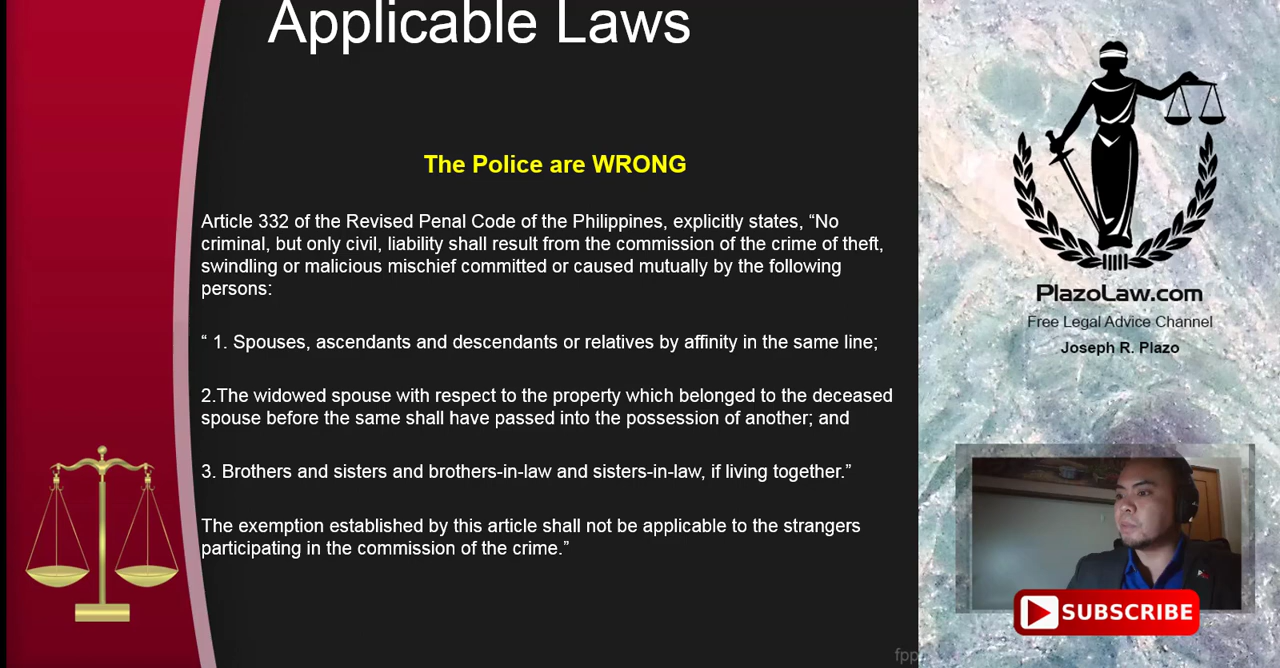 Applicable Laws
The Police are WRONG
Article 332 of the Revised Penal Code of the Philippines, explicitly states, “No
criminal, but only civil, liability shall result from the commission of the crime of theft,
swindling or malicious mischief committed or caused mutually by the following
persons:
“ 1. Spouses, ascendants and descendants or relatives by affinity in the same line;
2.The widowed spouse with respect to the property which belonged to the deceased
spouse before the same shall have passed into the possession of another; and
3. Brothers and sisters and brothers-in-law and sisters-in-law, if living together.”
The exemption established by this article shall not be applicable to the strangers
participating in the commission of the crime.”
PlazoLaw.com
Free Legal Advice Channel
Joseph R. Plazo
SUBSCRIBE